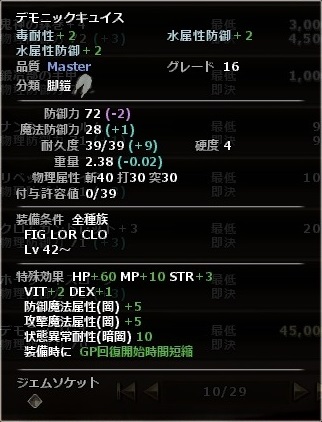 デモニックキュイス
毒耐性+2 水属性防御+2
水属性防御+2
品質 Master グレード 16
分類 脚鎧
防御力 72 (-2)
魔法防御力 28 (+1)
耐久度 39/39 (+9) 硬度 4
重量 2.38 (-0.02)
物理属性 斬40 打30 突30
付与許容値 0/39
装備条件 全種族
FIG LOR CLO
Lv 42～
特殊効果 HP+60 MP+10 STR+3
VIT+2 DEX+1
防御魔法属性(闇) +5
攻撃魔法属性(闇) +5
状態異常耐性(暗闇) 10
装備時に GP回復開始時間短縮
ジェムソケット
10/29
最低
即決
45,000